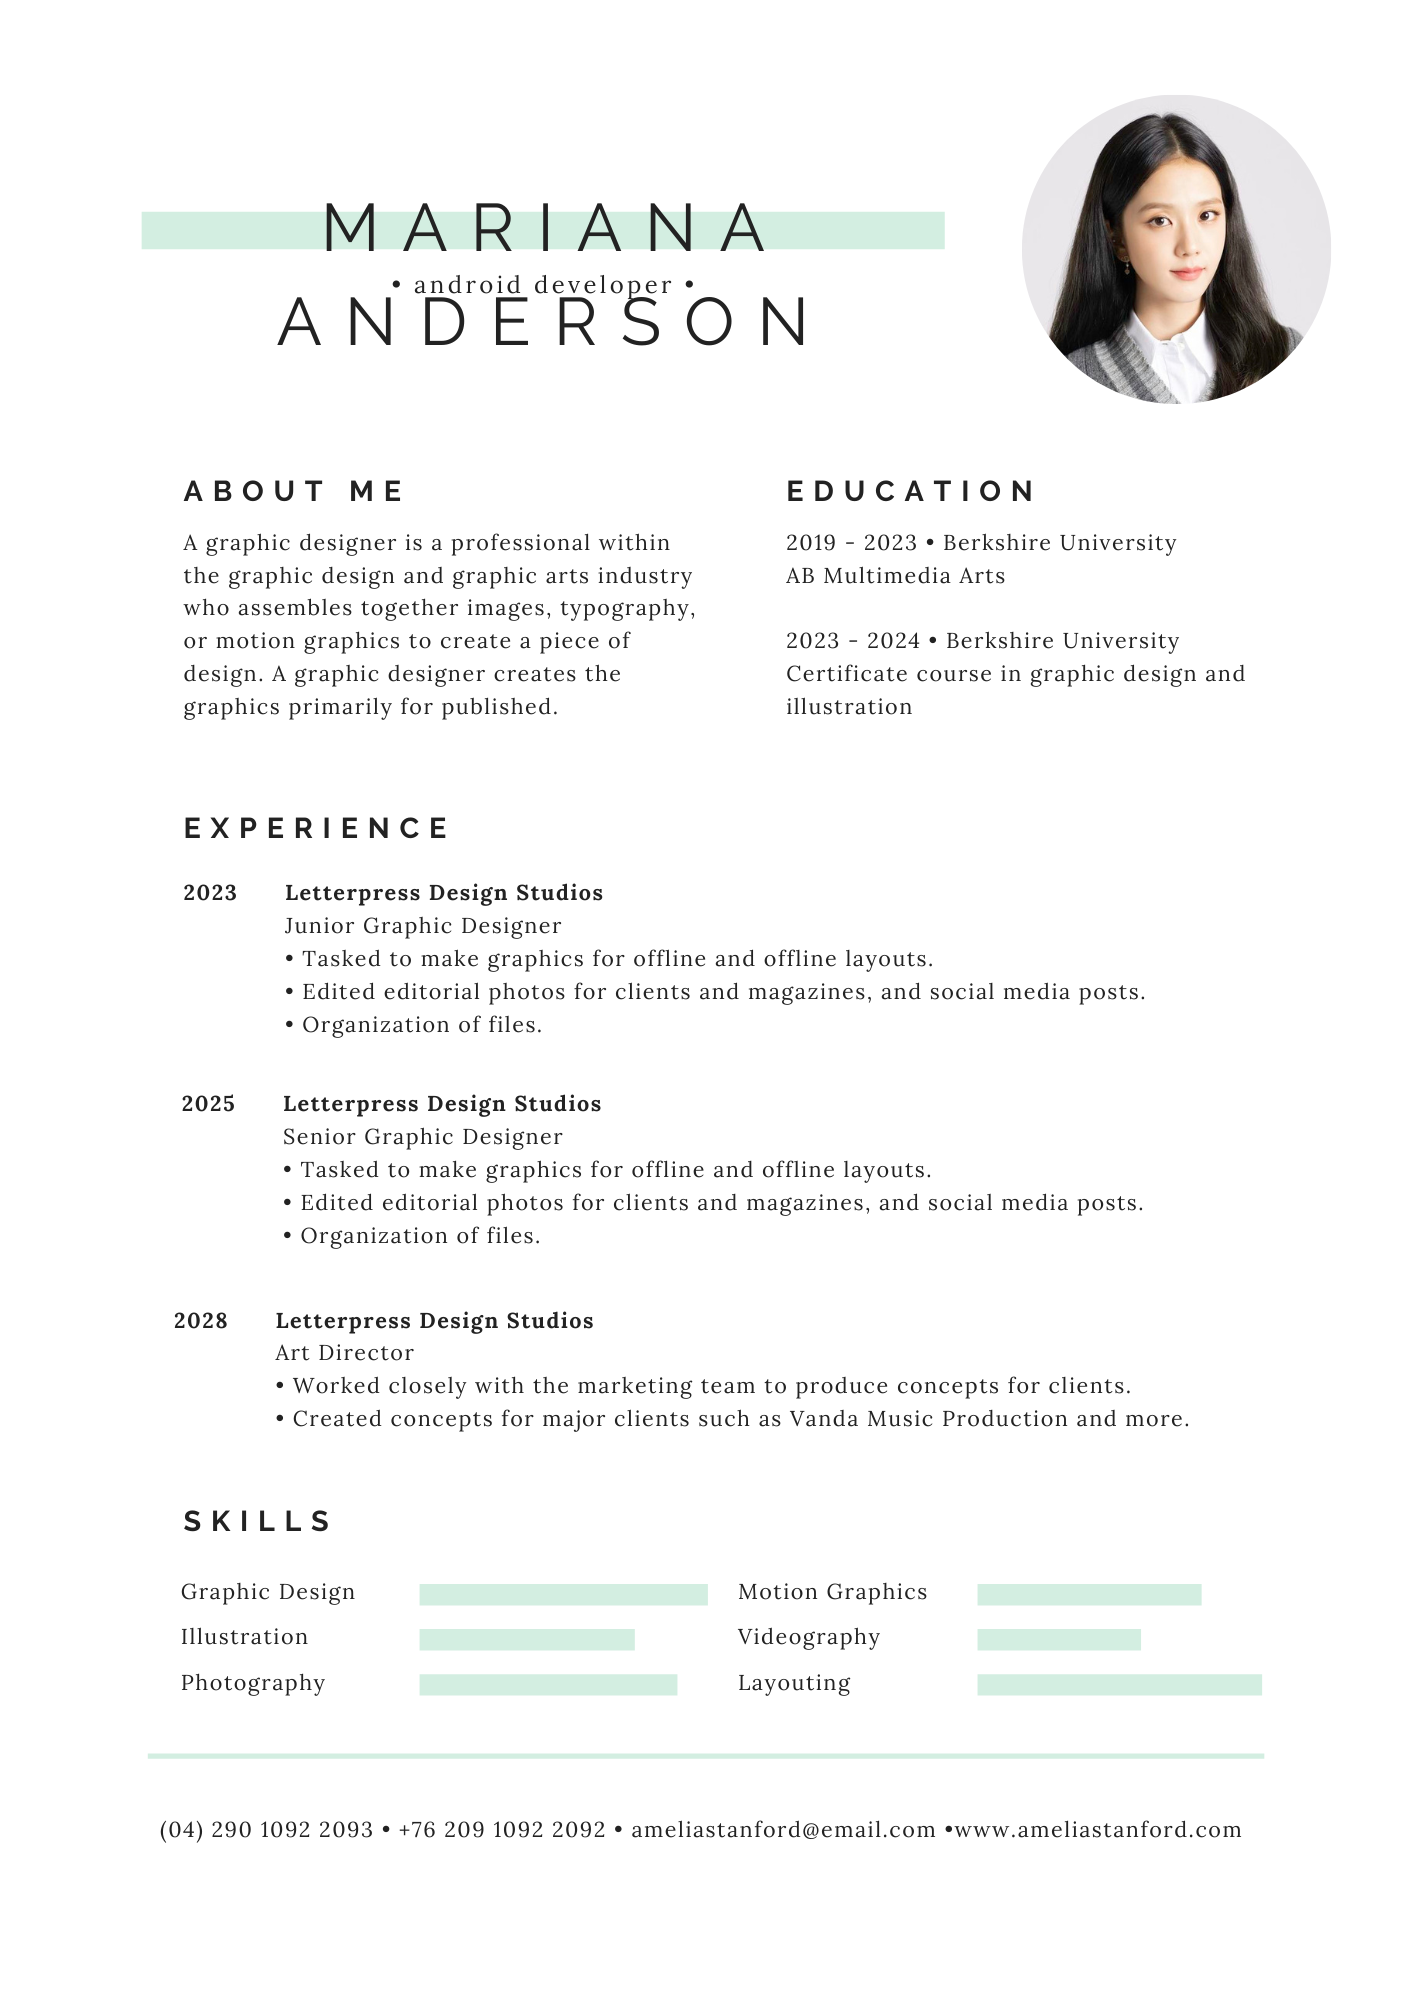 MARIANA
• android developer •
ANDERSON
ABOUT ME
A graphic designer is a professional within
the graphic design and graphic arts industry
who assembles together images, typography,
or motion graphics to create a piece of
design. A graphic designer creates the
graphics primarily for published.
EDUCATION
2019 - 2023 • Berkshire University
AB Multimedia Arts
2023 - 2024 • Berkshire University
Certificate course in graphic design and
illustration
EXPERIENCE
2023 Letterpress Design Studios
Junior Graphic Designer
• Tasked to make graphics for offline and offline layouts.
• Edited editorial photos for clients and magazines, and social media posts.
• Organization of files.
2025 Letterpress Design Studios
Senior Graphic Designer
• Tasked to make graphics for offline and offline layouts.
• Edited editorial photos for clients and magazines, and social media posts.
• Organization of files.
2028 Letterpress Design Studios
Art Director
• Worked closely with the marketing team to produce concepts for clients.
• Created concepts for major clients such as Vanda Music Production and more.
SKILLS
Graphic Design
Illustration
Photography
Motion Graphics
Videography
Layouting
(04) 290 1092 2093 • +76 209 1092 2092 • ameliastanford@email.com •www.ameliastanford.com